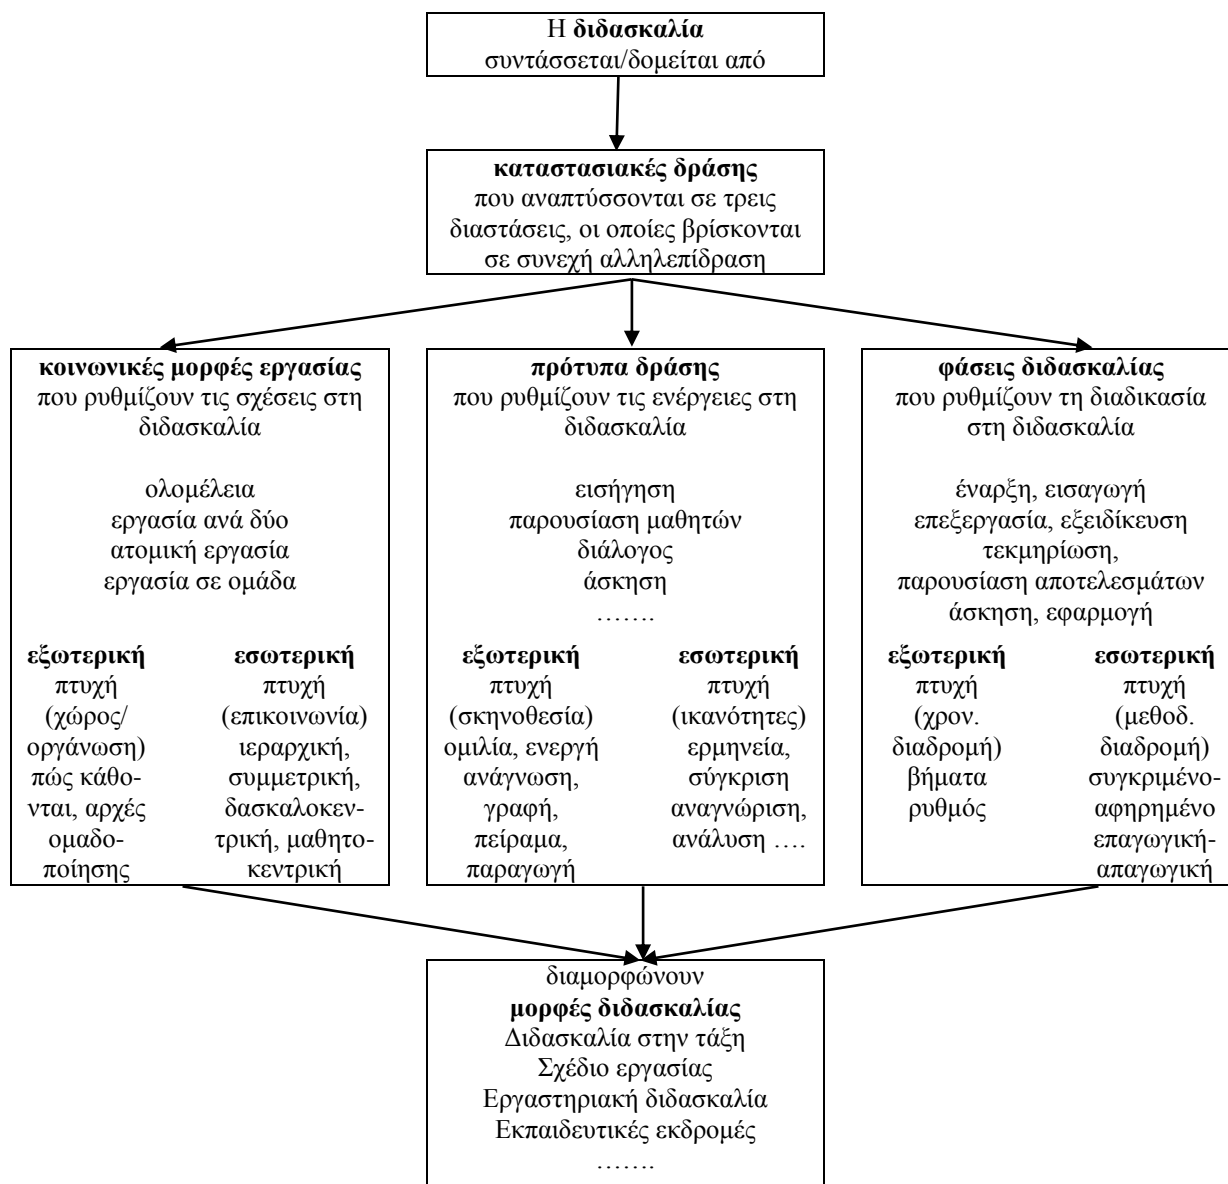 Η διδασκαλία
συντάσσεται/δομείται από
καταστασιακές δράσης
που αναπτύσσονται σε τρεις
διαστάσεις, οι οποίες βρίσκονται
σε συνεχή αλληλεπίδραση
κοινωνικές μορφές εργασίας
που ρυθμίζουν τις σχέσεις στη
διδασκαλία
ολομέλεια
εργασία ανά δύο
ατομική εργασία
εργασία σε ομάδα
εξωτερική
πτυχή
(χώρος/
οργάνωση)
πώς κάθο-
νται, αρχές
ομαδο-
ποίησης
εσωτερική
πτυχή
(επικοινωνία)
ιεραρχική,
συμμετρική,
δασκαλοκεν-
τρική, μαθητο-
κεντρική
πρότυπα δράσης
που ρυθμίζουν τις ενέργειες στη
διδασκαλία
εισήγηση
παρουσίαση μαθητών
διάλογος
άσκηση
…….
εξωτερική
πτυχή
(σκηνοθεσία)
ομιλία, ενεργή
ανάγνωση,
γραφή,
πείραμα,
παραγωγή
εσωτερική
πτυχή
(ικανότητες)
ερμηνεία,
σύγκριση
αναγνώριση,
ανάλυση ….
φάσεις διδασκαλίας
που ρυθμίζουν τη διαδικασία
στη διδασκαλία
έναρξη, εισαγωγή
επεξεργασία, εξειδίκευση
τεκμηρίωση,
παρουσίαση αποτελεσμάτων
άσκηση, εφαρμογή
εξωτερική
πτυχή
(χρον.
διαδρομή)
βήματα
ρυθμός
εσωτερική
πτυχή
(μεθοδ.
διαδρομή)
συγκριμένο-
αφηρημένο
επαγωγική-
απαγωγική
διαμορφώνουν
μορφές διδασκαλίας
Διδασκαλία στην τάξη
Σχέδιο εργασίας
Εργαστηριακή διδασκαλία
Εκπαιδευτικές εκδρομές
…….